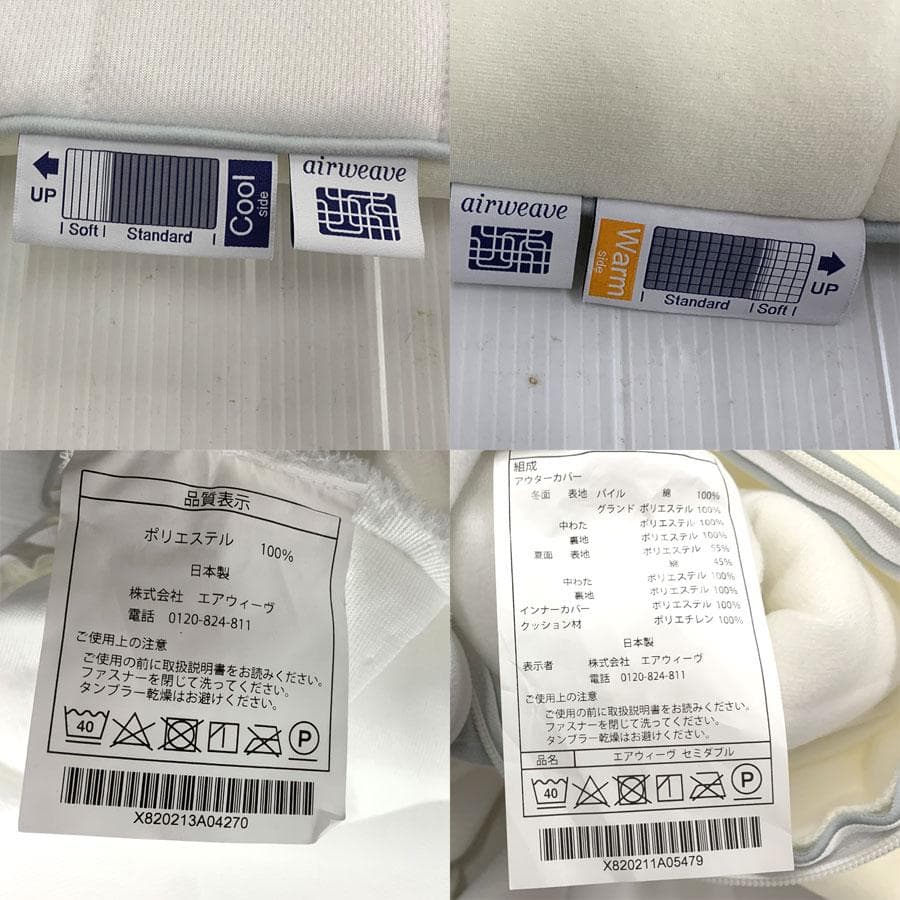 UP
Soft
Standard
Cool
side
airweave
airweave
Warm
side
Standard
Soft
UP
品質表示
ポリエステル 100%
日本製
株式会社 エアウィーヴ
電話 0120-824-811
ご使用上の注意
ご使用の前に取扱説明書をお読みください。
ファスナーを閉じて洗ってください。
タンブラー乾燥はお避けください。
40
1
P
X820213A04270
組成
アウターカバー
冬面 表地 パイル 綿 100%
グランド ポリエステル 100%
中わた ポリエステル 100%
裏地 ポリエステル 100%
夏面 表地 ポリエステル 55%
綿 45%
中わた ポリエステル 100%
裏地 ポリエステル 100%
インナーカバー ポリエステル 100%
クッション材 ポリエチレン 100%
日本製
表示者 株式会社 エアウィーヴ
電話 0120-824-811
ご使用上の注意
ご使用の前に取扱説明書をお読みください。
ファスナーを閉じて洗ってください。
タンブラー乾燥はお避けください。
品名 エアウィーヴ セミダブル
40
1
P
X820211A05479